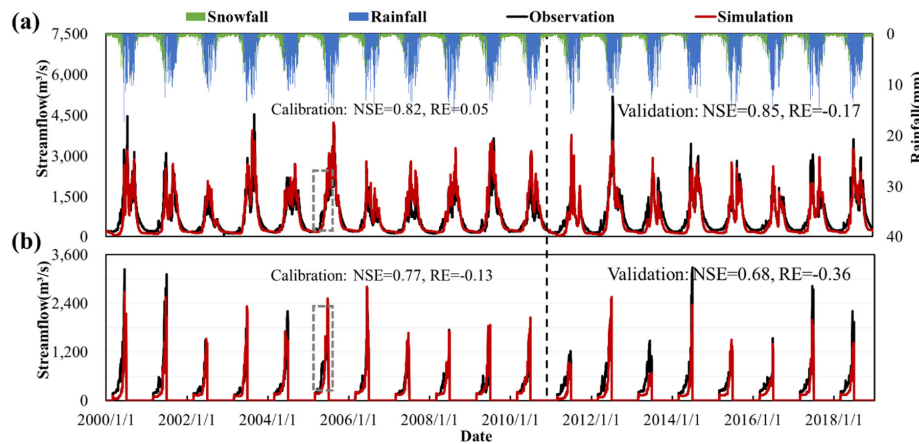 (a) Snowfall Rainfall Observation Simulation
7,500 0
6,000 10
Calibration: NSE=0.82, RE=0.05 Validation: NSE=0.85, RE=-0.17
4,500 20
3,000 30
1,500
0 40
Streamflow(m³/s)
Rainfall(mm)
(b)
3,600
Calibration: NSE=0.77, RE=-0.13 Validation: NSE=0.68, RE=-0.36
2,400
1,200
0
Streamflow(m³/s)
2000/1/1 2002/1/1 2004/1/1 2006/1/1 2008/1/1 2010/1/1 2012/1/1 2014/1/1 2016/1/1 2018/1/1
Date